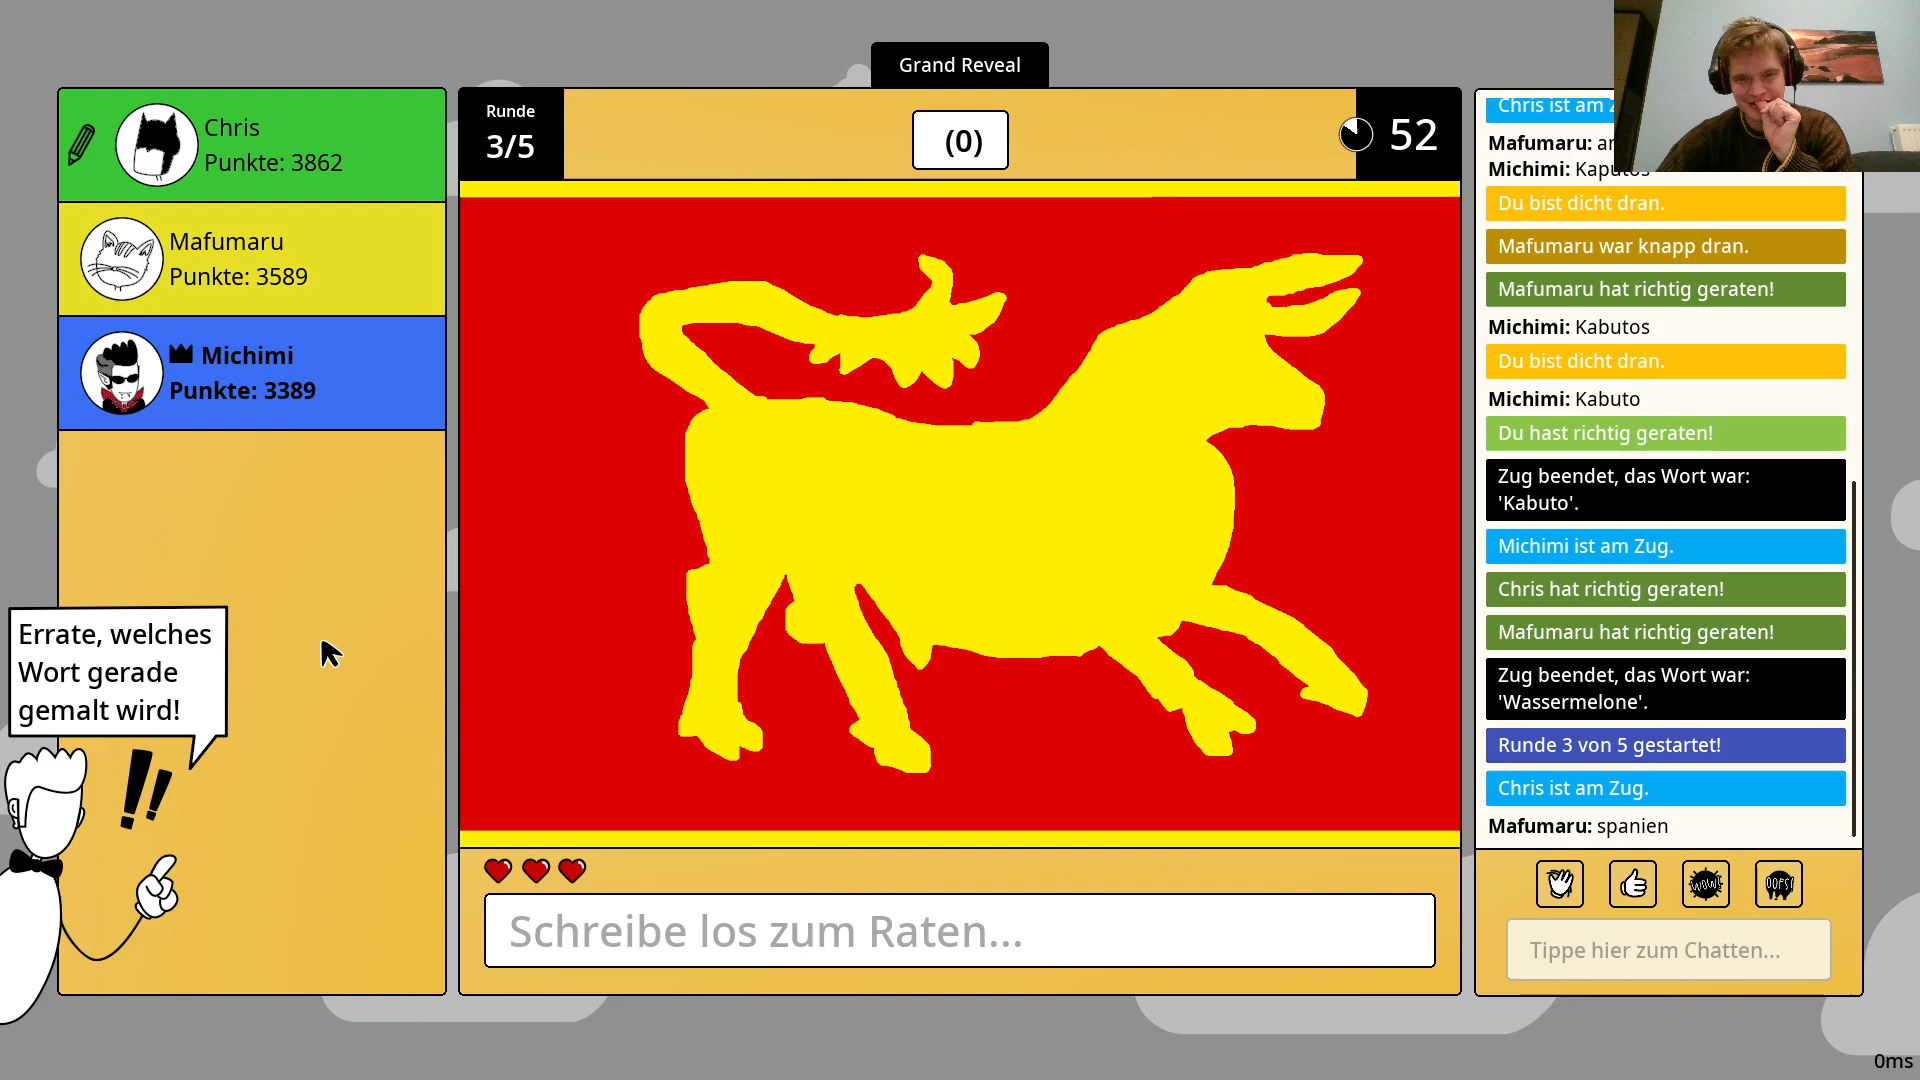 Grand Reveal
Chris
Punkte: 3862
Mafumaru
Punkte: 3589
Michimi
Punkte: 3389
Errate, welches
Wort gerade
gemalt wird!
Runde
3/5
(0)
52
Schreibe los zum Raten...
Chris ist am
Mafumaru:
Michimi: Kaputos
Du bist dicht dran.
Mafumaru war knapp dran.
Mafumaru hat richtig geraten!
Michimi: Kabutos
Du bist dicht dran.
Michimi: Kabuto
Du hast richtig geraten!
Zug beendet, das Wort war:
'Kabuto'.
Michimi ist am Zug.
Chris hat richtig geraten!
Mafumaru hat richtig geraten!
Zug beendet, das Wort war:
'Wassermelone'.
Runde 3 von 5 gestartet!
Chris ist am Zug.
Mafumaru: spanien
WOW!
OOPS!
Tippe hier zum Chatten...
0ms